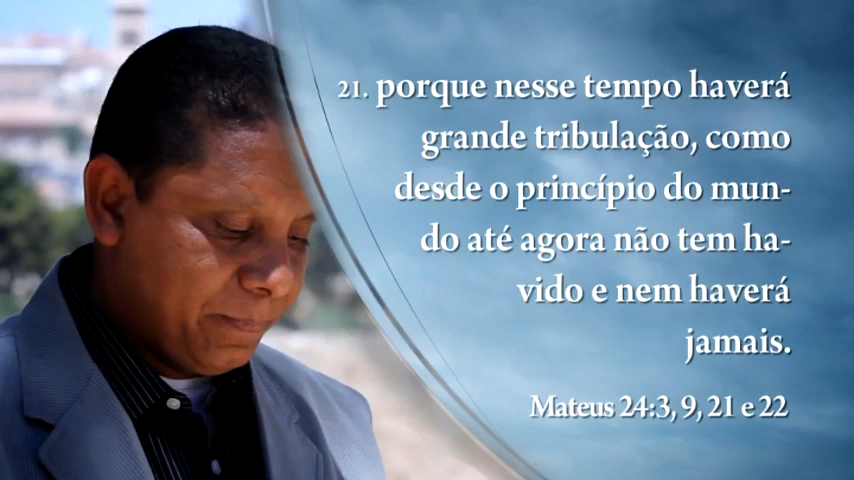 21. porque nesse tempo haverá
grande tribulação, como
desde o princípio do mun-
do até agora não tem ha-
vido e nem haverá
jamais.
Mateus 24:3, 9, 21 e 22